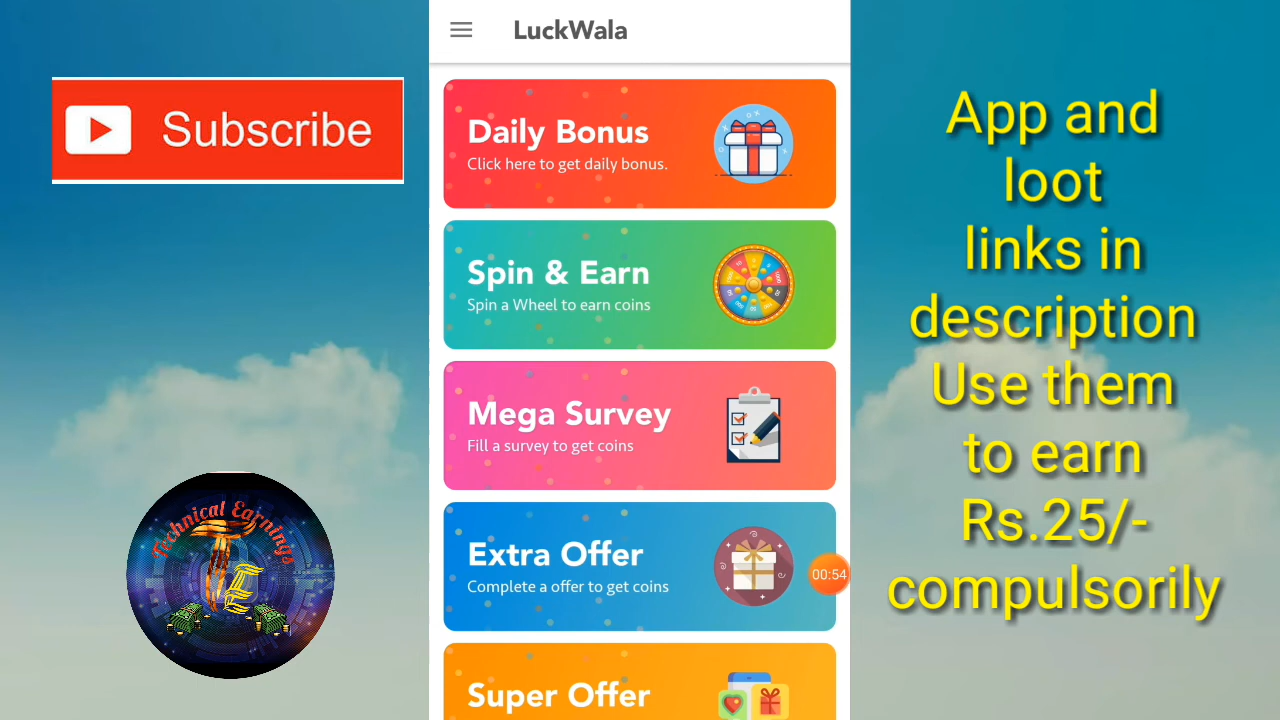 Subscribe
Technical Earnings
TE
LuckWala
Daily Bonus
Click here to get daily bonus.
Spin & Earn
Spin a Wheel to earn coins
Mega Survey
Fill a survey to get coins
Extra Offer
Complete a offer to get coins
00:54
Super Offer
App and
loot
links in
description
Use them
to earn
Rs.25/-
compulsorily